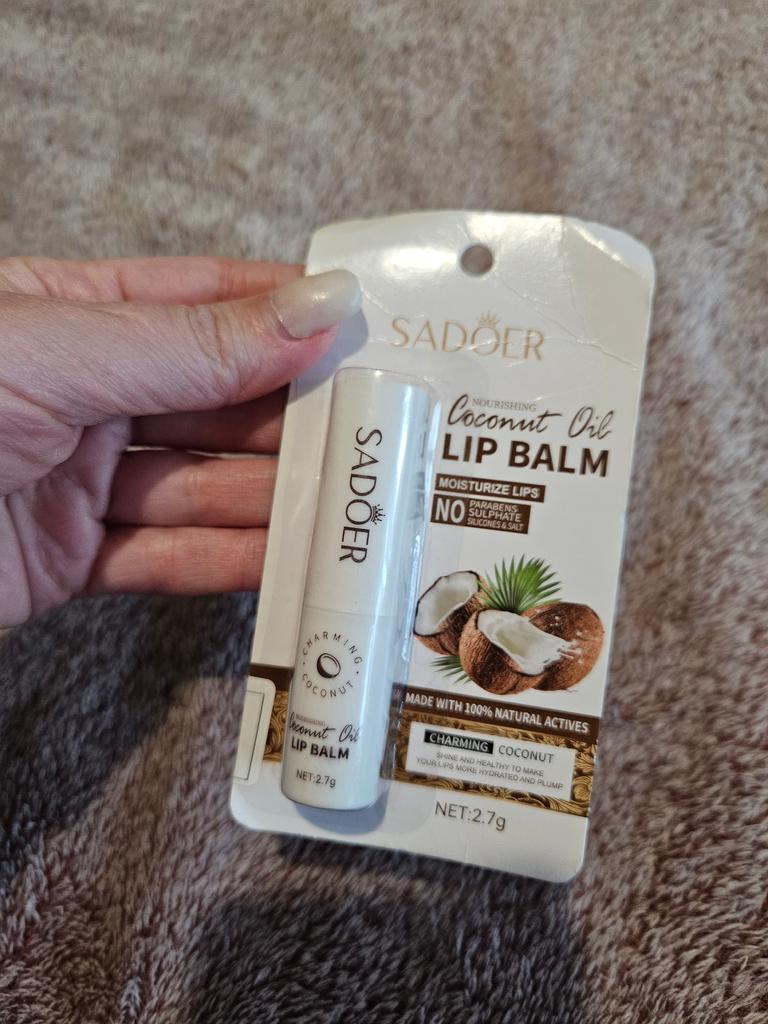 SADOER
NOURISHING
Coconut Oil
LIP BALM
MOISTURIZE LIPS
NO PARABENS
SULPHATE
SILICONES & SALT
MADE WITH 100% NATURAL ACTIVES
CHARMING COCONUT
SHINE AND HEALTHY TO MAKE
YOUR LIPS MORE HYDRATED AND PLUMP
NET:2.7g
SADOER
CHARMING
COCONUT
NOURISHING
Coconut Oil
LIP BALM
NET:2.7g